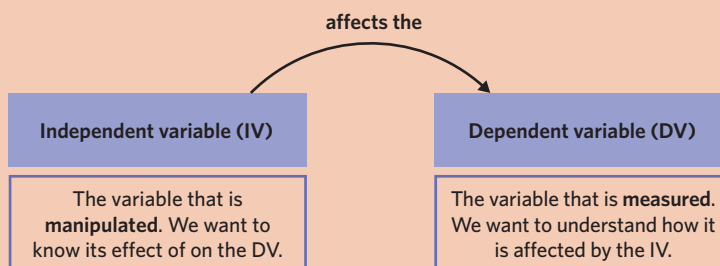 affects the
Independent variable (IV)
Dependent variable (DV)
The variable that is
manipulated. We want to
know its effect of on the DV.
The variable that is measured.
We want to understand how it
is affected by the IV.